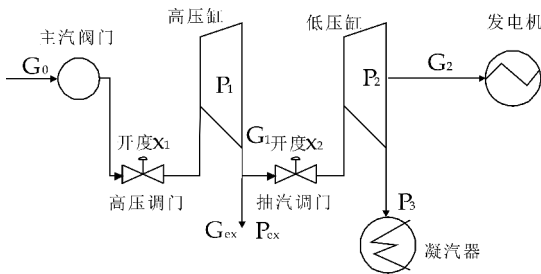 主汽阀门
高压缸
低压缸
发电机
G₀
P₁
P₂
G₂
开度x₁
G₁
开度x₂
高压调门
抽汽调门
P₃
Gₑₓ
Pₑₓ
凝汽器